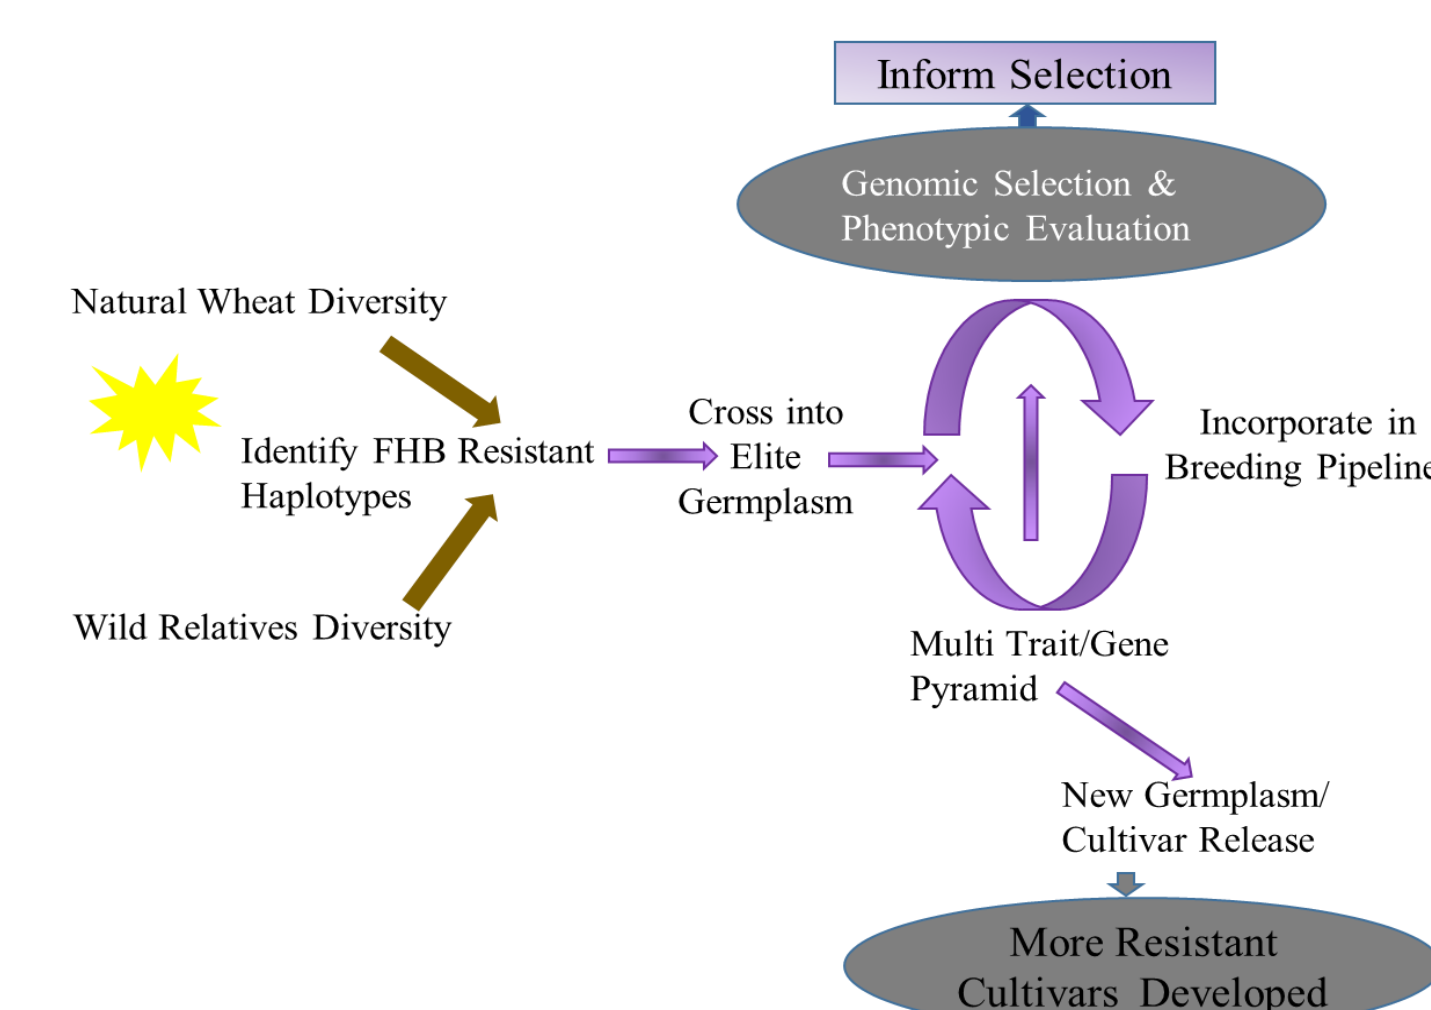 Inform Selection
Genomic Selection &
Phenotypic Evaluation
Natural Wheat Diversity
Identify FHB Resistant
Haplotypes
Cross into
Elite
Germplasm
Incorporate in
Breeding Pipeline
Wild Relatives Diversity
Multi Trait/Gene
Pyramid
New Germplasm/
Cultivar Release
More Resistant
Cultivars Developed